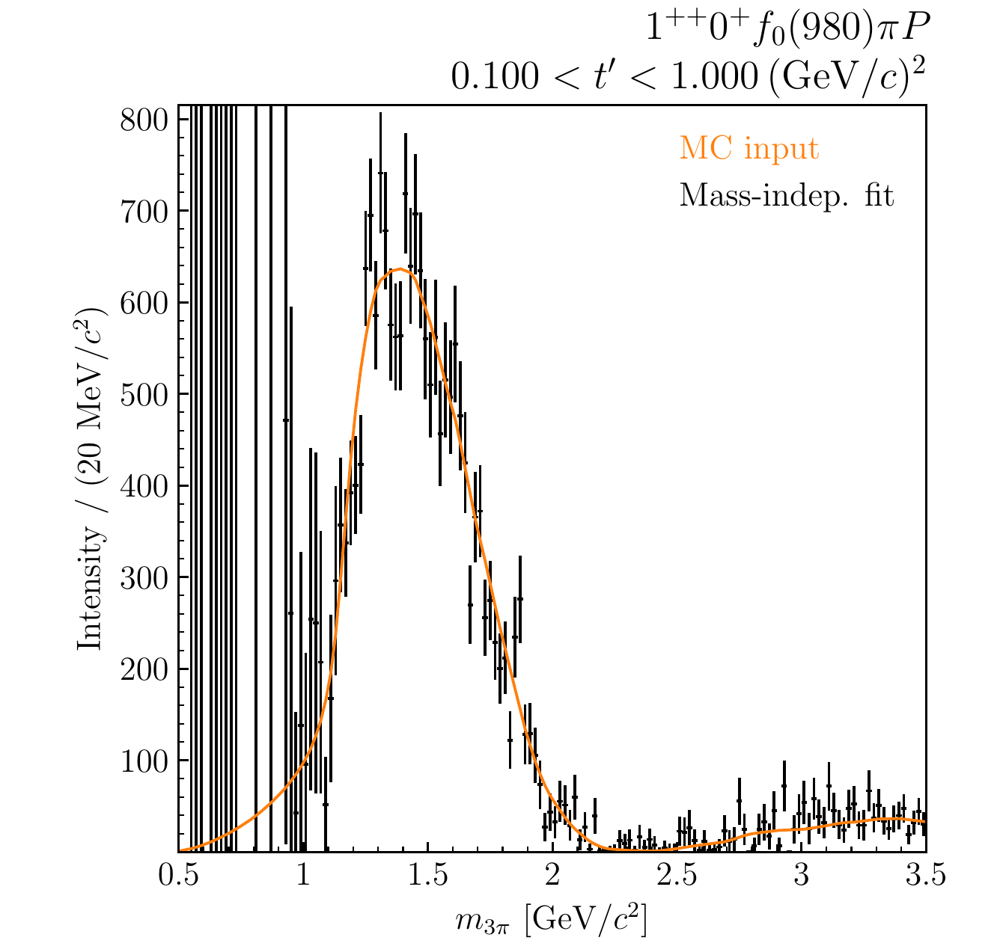 1⁺⁺0⁺f₀(980)πP
0.100 < t′ < 1.000 (GeV/c)²
MC input
Mass-indep. fit
Intensity / (20 MeV/c²)
800
700
600
500
400
300
200
100
0.5 1 1.5 2 2.5 3 3.5
m₃π [GeV/c²]